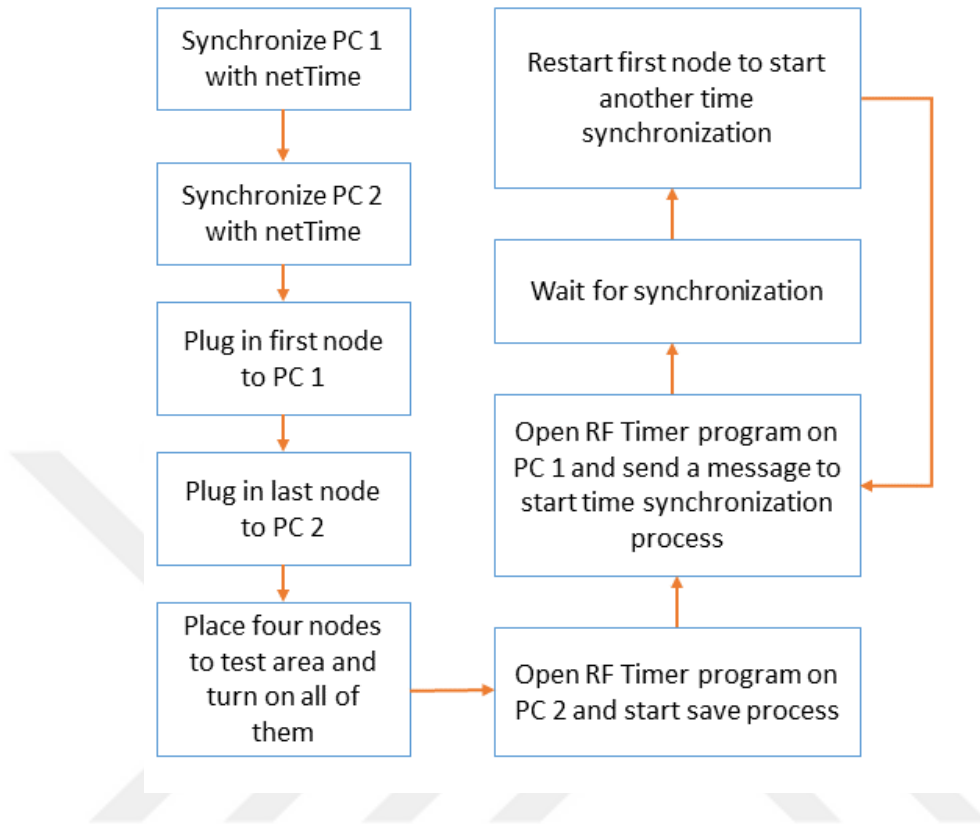 Synchronize PC 1
with netTime
Synchronize PC 2
with netTime
Plug in first node
to PC 1
Plug in last node
to PC 2
Place four nodes
to test area and
turn on all of
them
Open RF Timer program on
PC 2 and start save process
Open RF Timer program on
PC 1 and send a message to
start time synchronization
process
Wait for synchronization
Restart first node to start
another time
synchronization